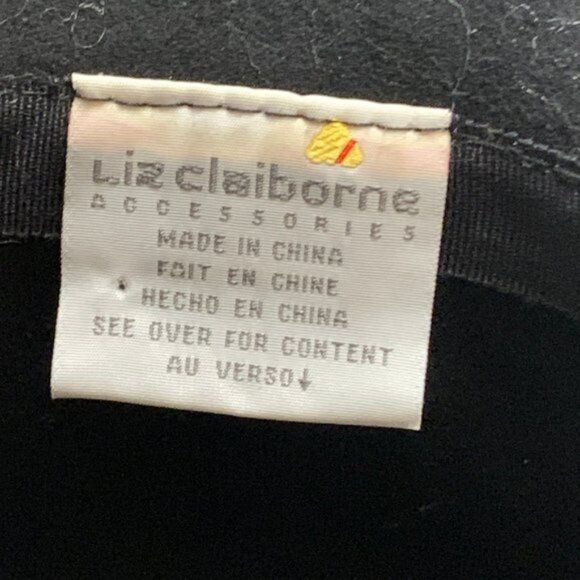 Liz claiborne
ACCESSORIES
MADE IN CHINA
FAIT EN CHINE
HECHO EN CHINA
SEE OVER FOR CONTENT
AU VERSO↓